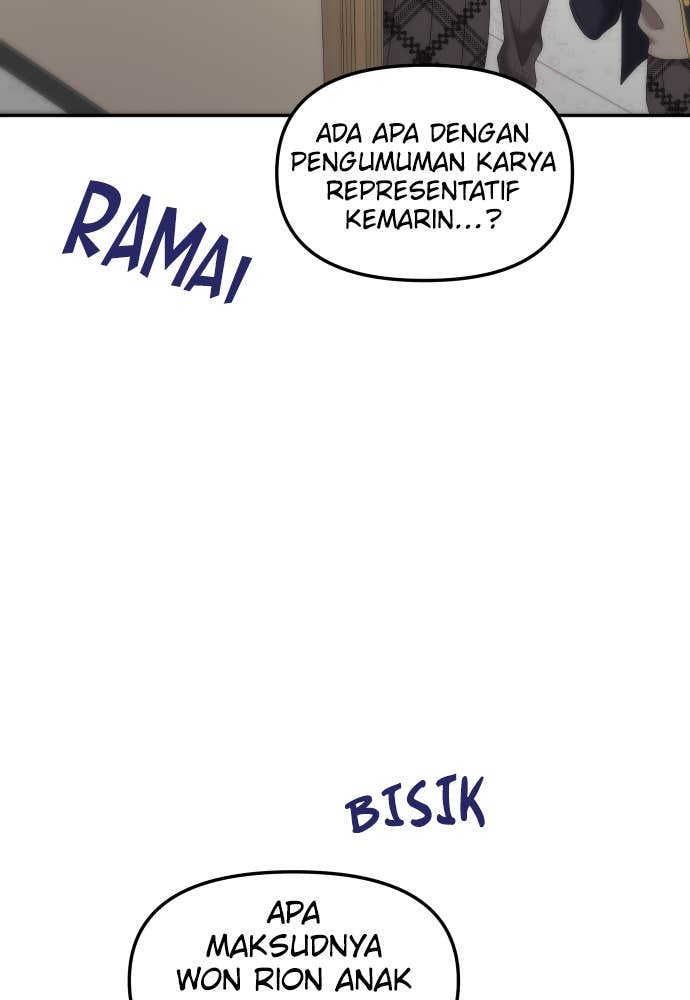 ADA APA DENGAN
PENGUMUMAN KARYA
REPRESENTATIF
KEMARIN...?
RAMAI
BISIK
APA
MAKSUDNYA
WON RION ANAK